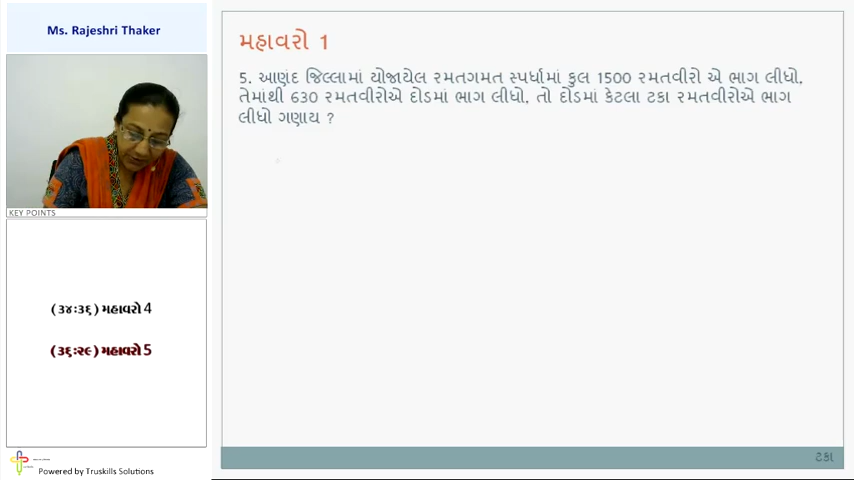 Ms. Rajeshri Thaker
મહાવરો 1
5. આણંદ જિલ્લામાં યોજાયેલ રમતગમત સ્પર્ધામાં કુલ 1500 રમતવીરો એ ભાગ લીધો.
તેમાંથી 630 રમતવીરોએ દોડમાં ભાગ લીધો, તો દોડમાં કેટલા ટકા રમતવીરોએ ભાગ
લીધો ગણાય ?
KEY POINTS
(૩૪:૩૬) મહાવરો 4
(૩૬:૨૯) મહાવરો 5
ટકા
Powered by Truskills Solutions